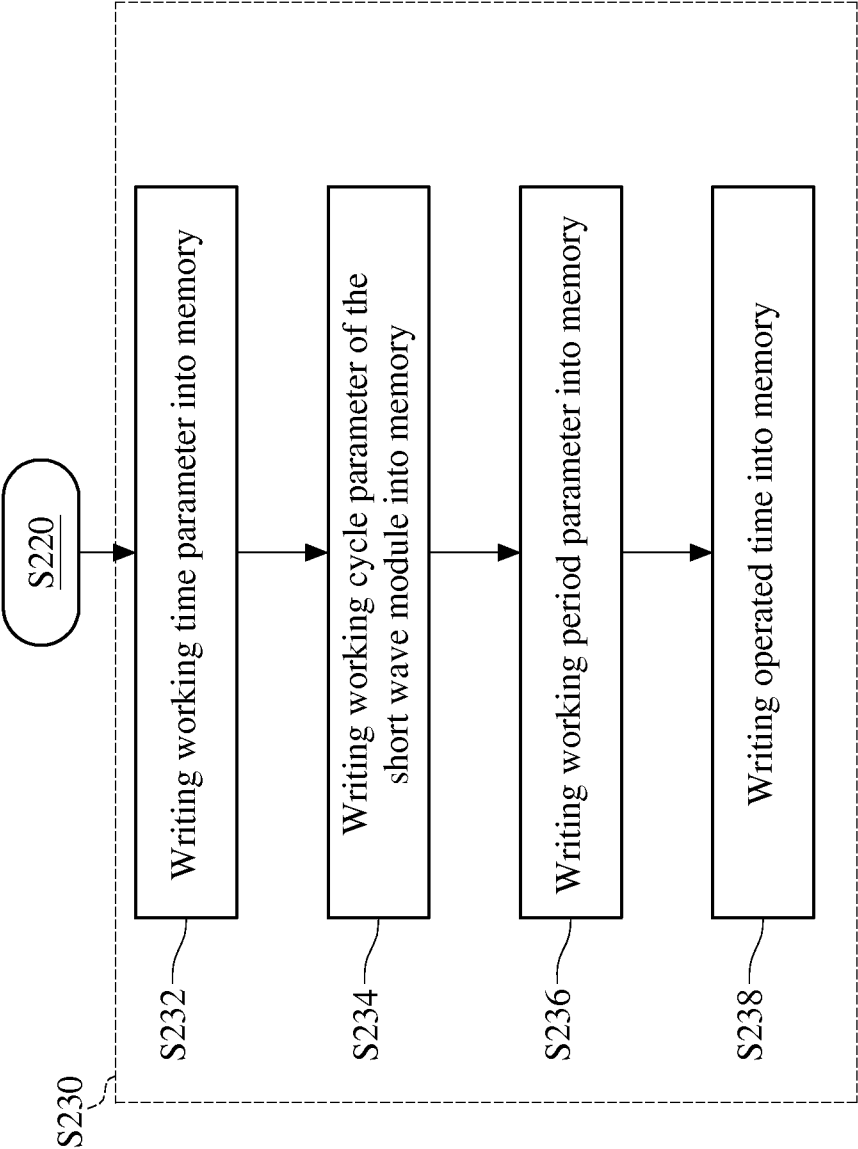 S220
S230
S232
Writing working time parameter into memory
S234
Writing working cycle parameter of the
short wave module into memory
S236
Writing working period parameter into memory
S238
Writing operated time into memory